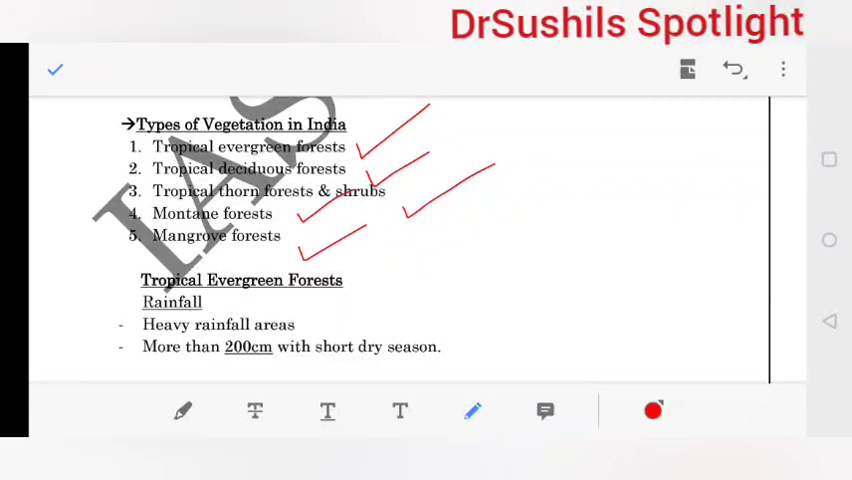 DrSushils Spotlight
IAS
→Types of Vegetation in India
1. Tropical evergreen forests
2. Tropical deciduous forests
3. Tropical thorn forests & shrubs
4. Montane forests
5. Mangrove forests
Tropical Evergreen Forests
Rainfall
- Heavy rainfall areas
- More than 200cm with short dry season.